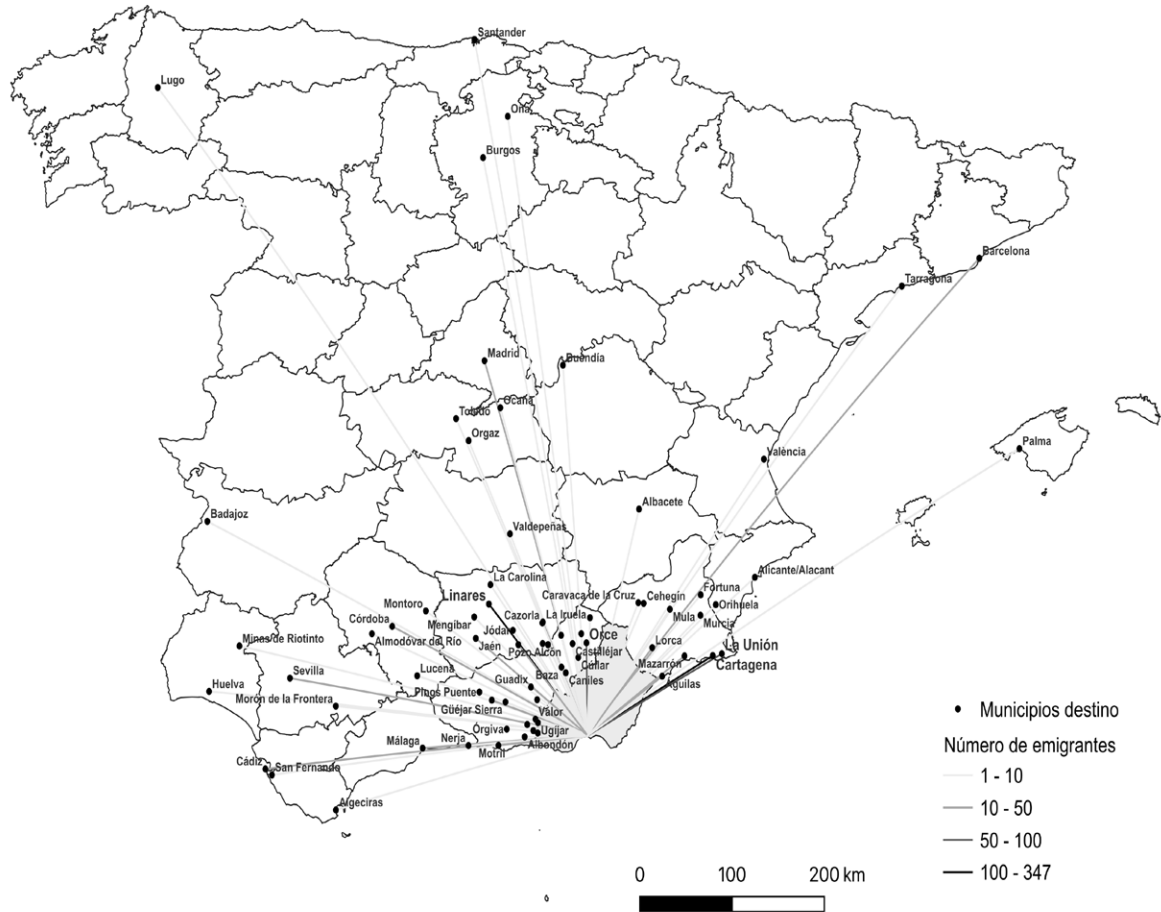 Santander
Lugo
Oña
Burgos
Barcelona
Tarragona
Madrid
Buendía
Ocaña
Toledo
Orgaz
Palma
València
Albacete
Badajoz
Valdepeñas
Alicante/Alacant
La Carolina
Fortuna
Linares
Caravaca de la Cruz
Cehegín
Orihuela
Montoro
Cazorla
La Iruela
Mula
Murcia
Córdoba
Mengíbar
Jódar
Orce
Minas de Riotinto
Almodóvar del Río
Jaén
Pozo Alcón
Castilléjar
Lorca
La Unión
Cúllar
Mazarrón
Cartagena
Sevilla
Lucena
Guadix
Baza
Caniles
Águilas
Huelva
Pinos Puente
Morón de la Frontera
Güéjar Sierra
Válor
Órgiva
Ugíjar
Málaga
Nerja
Motril
Albondón
Cádiz
San Fernando
Algeciras
Municipios destino
Número de emigrantes
1 - 10
10 - 50
50 - 100
100 - 347
0 100 200 km